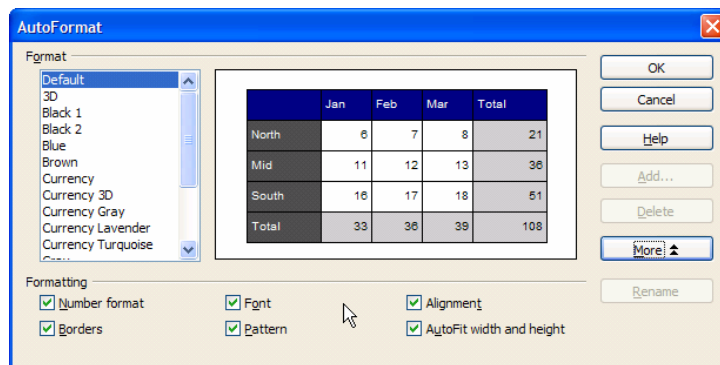 AutoFormat
Format
Default
3D
Black 1
Black 2
Blue
Brown
Currency
Currency 3D
Currency Gray
Currency Lavender
Currency Turquoise
Jan Feb Mar Total
North 6 7 8 21
Mid 11 12 13 36
South 16 17 18 51
Total 33 36 39 108
OK
Cancel
Help
Add...
Delete
More
Rename
Formatting
Number format Font Alignment
Borders Pattern AutoFit width and height